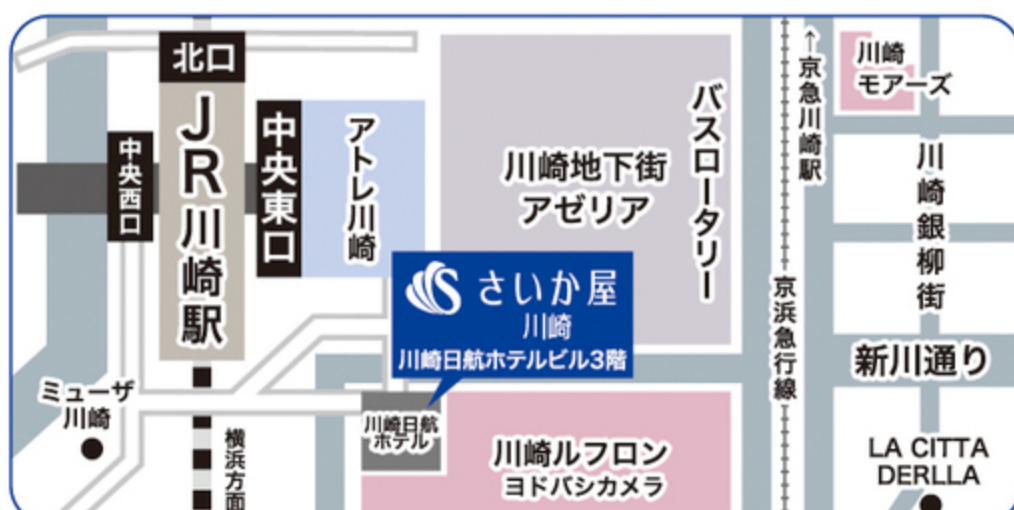 北口
JR川崎駅
中央西口
中央東口
アトレ川崎
川崎地下街
アゼリア
バスロータリー
↑京急川崎駅
川崎
モアーズ
川崎銀柳街
さいか屋
川崎
川崎日航ホテルビル3階
京浜急行線
新川通り
ミューザ
川崎
横浜方面
川崎日航
ホテル
川崎ルフロン
ヨドバシカメラ
LA CITTA
DERLLA